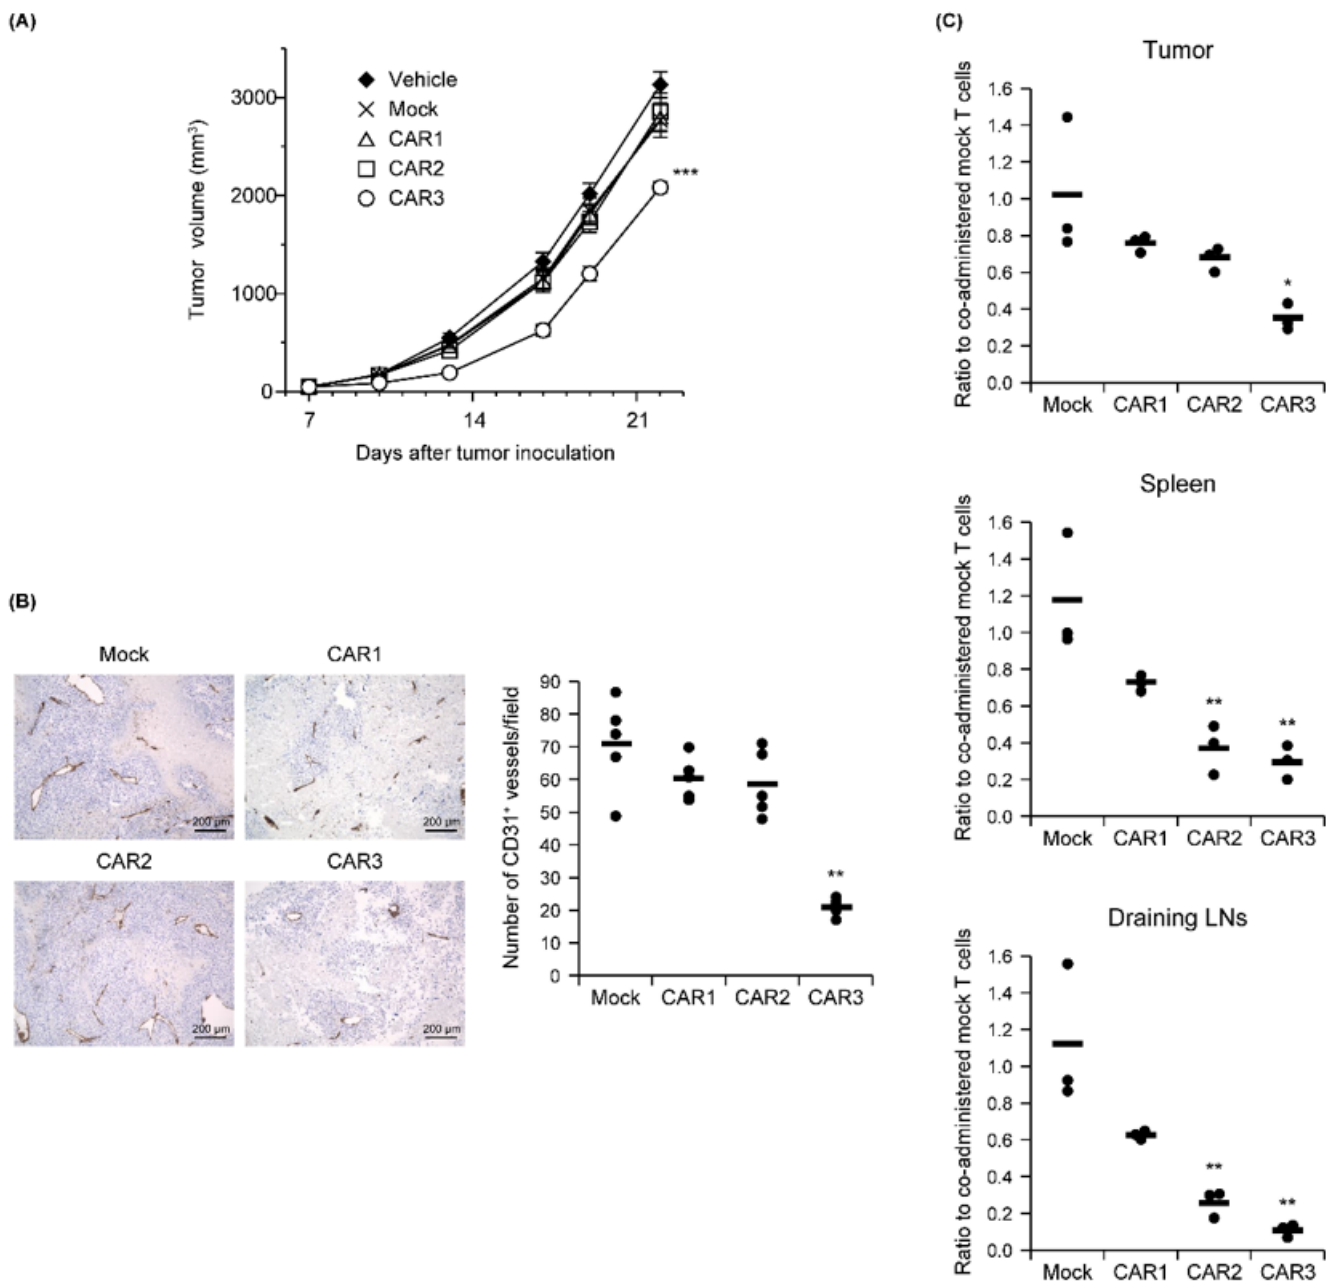 (A)
Tumor volume (mm³)
3000
2000
1000
0
Vehicle
Mock
CAR1
CAR2
CAR3
***
7 14 21
Days after tumor inoculation
(B)
Mock CAR1
200 µm 200 µm
CAR2 CAR3
200 µm 200 µm
Number of CD31⁺ vessels/field
90
80
70
60
50
40
30
20
10
0
**
Mock CAR1 CAR2 CAR3
(C)
Tumor
Ratio to co-administered mock T cells
1.6
1.4
1.2
1.0
0.8
0.6
0.4
0.2
0.0
*
Mock CAR1 CAR2 CAR3
Spleen
Ratio to co-administered mock T cells
1.6
1.4
1.2
1.0
0.8
0.6
0.4
0.2
0.0
** **
Mock CAR1 CAR2 CAR3
Draining LNs
Ratio to co-administered mock T cells
1.6
1.4
1.2
1.0
0.8
0.6
0.4
0.2
0.0
** **
Mock CAR1 CAR2 CAR3